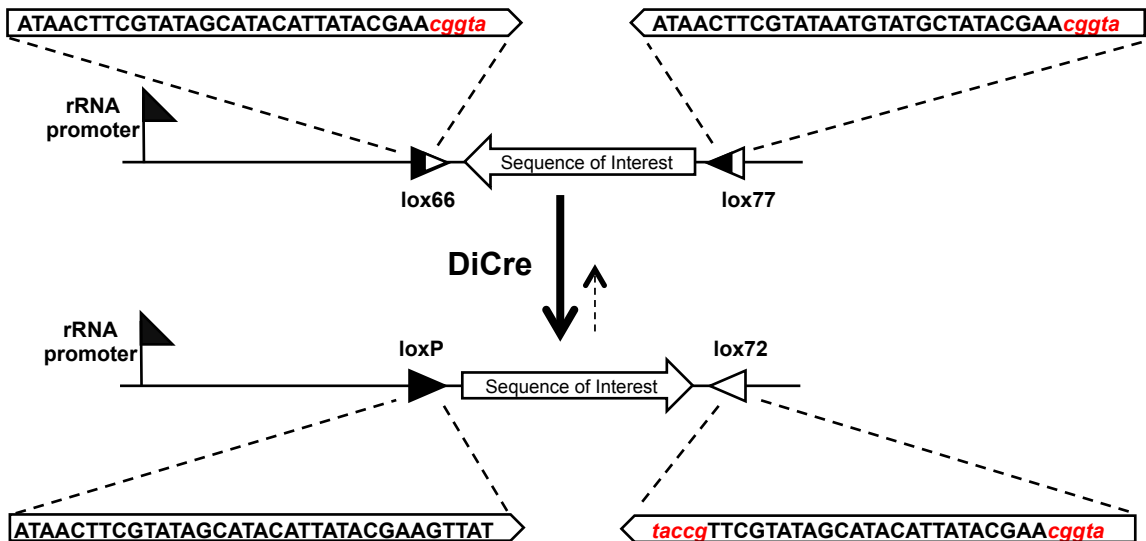 ATAACTTCGTATAGCATACATTATACGAAcggta
ATAACTTCGTATAATGTATGCTATACGAAcggta
rRNA
promoter
Sequence of Interest
lox66
lox77
DiCre
rRNA
promoter
loxP
lox72
Sequence of Interest
ATAACTTCGTATAGCATACATTATACGAAGTTAT
taccgTTCGTATAGCATACATTATACGAAcggta